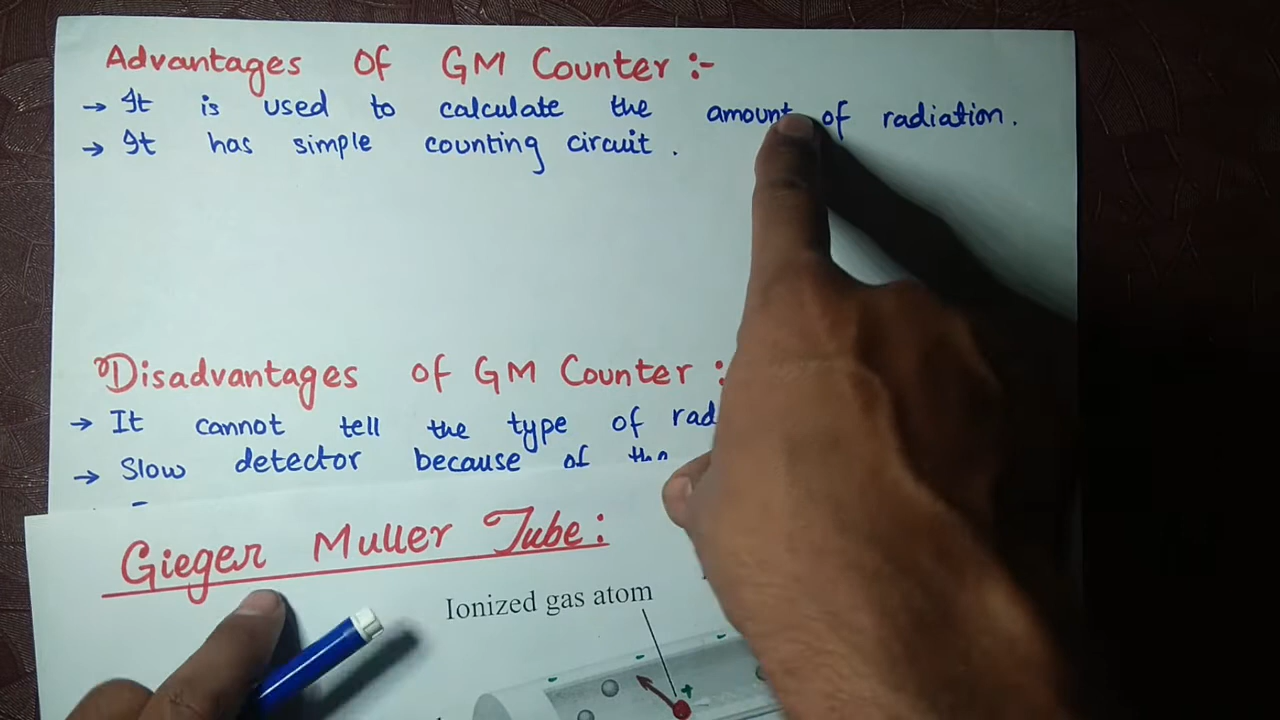 Advantages Of GM Counter :-
→ It is used to calculate the amount of radiation.
→ It has simple counting circuit.
Disadvantages of GM Counter :
→ It cannot tell the type of rad
→ Slow detector because of the
Gieger Muller Tube:
Ionized gas atom